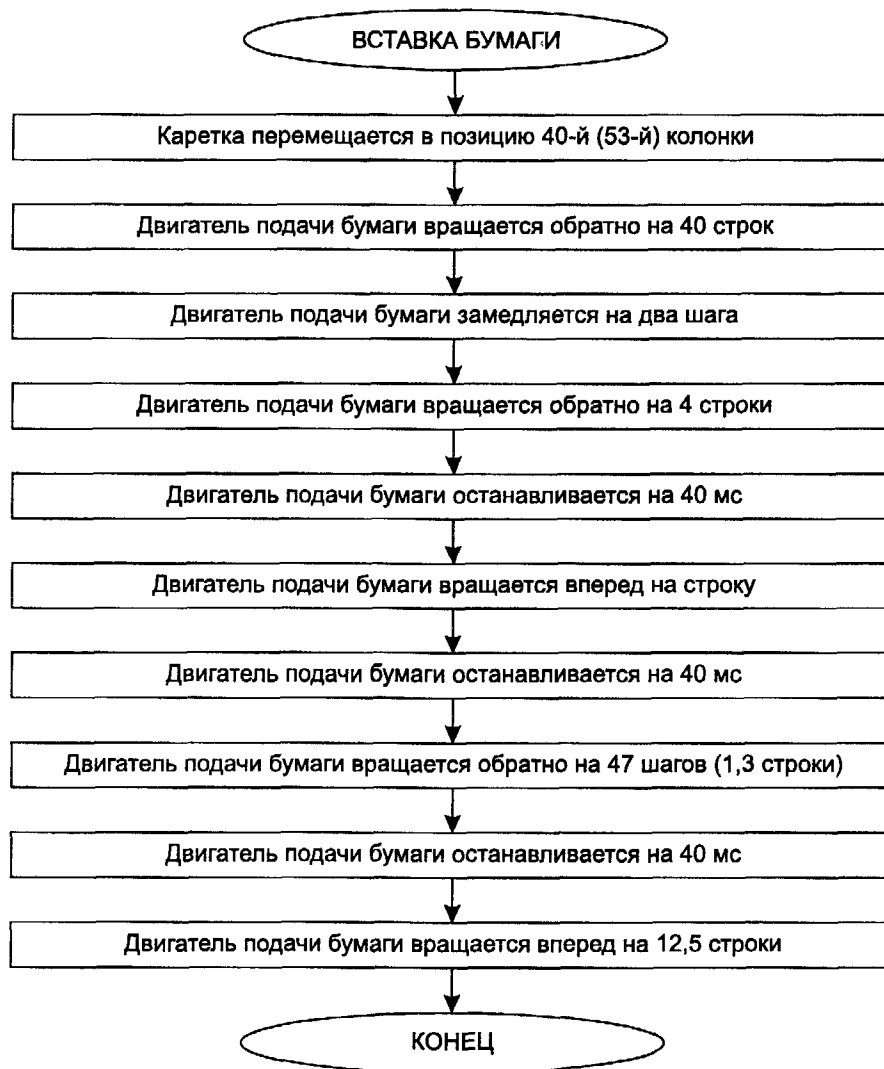 ВСТАВКА БУМАГИ
Каретка перемещается в позицию 40-й (53-й) колонки
Двигатель подачи бумаги вращается обратно на 40 строк
Двигатель подачи бумаги замедляется на два шага
Двигатель подачи бумаги вращается обратно на 4 строки
Двигатель подачи бумаги останавливается на 40 мс
Двигатель подачи бумаги вращается вперед на строку
Двигатель подачи бумаги останавливается на 40 мс
Двигатель подачи бумаги вращается обратно на 47 шагов (1,3 строки)
Двигатель подачи бумаги останавливается на 40 мс
Двигатель подачи бумаги вращается вперед на 12,5 строки
КОНЕЦ